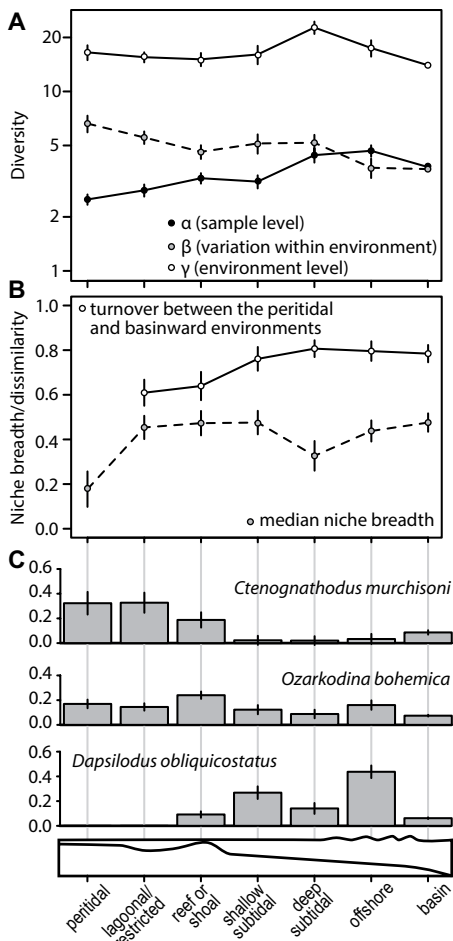 A
20
10
5
2
1
Diversity
α (sample level)
β (variation within environment)
γ (environment level)
B
1.0
0.8
0.6
0.4
0.2
0.0
Niche breadth/dissimilarity
turnover between the peritidal
and basinward environments
median niche breadth
C
0.6
0.4
0.2
0.0
Ctenognathodus murchisoni
0.4
0.2
0.0
Ozarkodina bohemica
0.6
0.4
0.2
0.0
Dapsilodus obliquicostatus
peritidal
lagoonal/
restricted
reef or
shoal
shallow
subtidal
deep
subtidal
offshore
basin